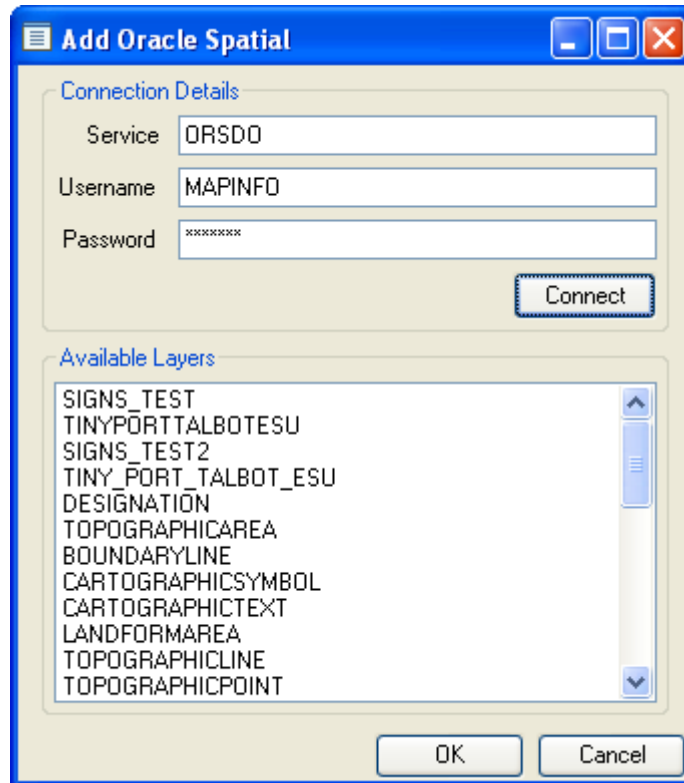 Add Oracle Spatial
Connection Details
Service ORSDO
Username MAPINFO
Password *******
Connect
Available Layers
SIGNS_TEST
TINYPORTTALBOTESU
SIGNS_TEST2
TINY_PORT_TALBOT_ESU
DESIGNATION
TOPOGRAPHICAREA
BOUNDARYLINE
CARTOGRAPHICSYMBOL
CARTOGRAPHICTEXT
LANDFORMAREA
TOPOGRAPHICLINE
TOPOGRAPHICPOINT
OK Cancel